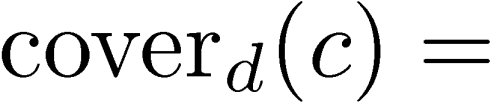 cover_d(c) =